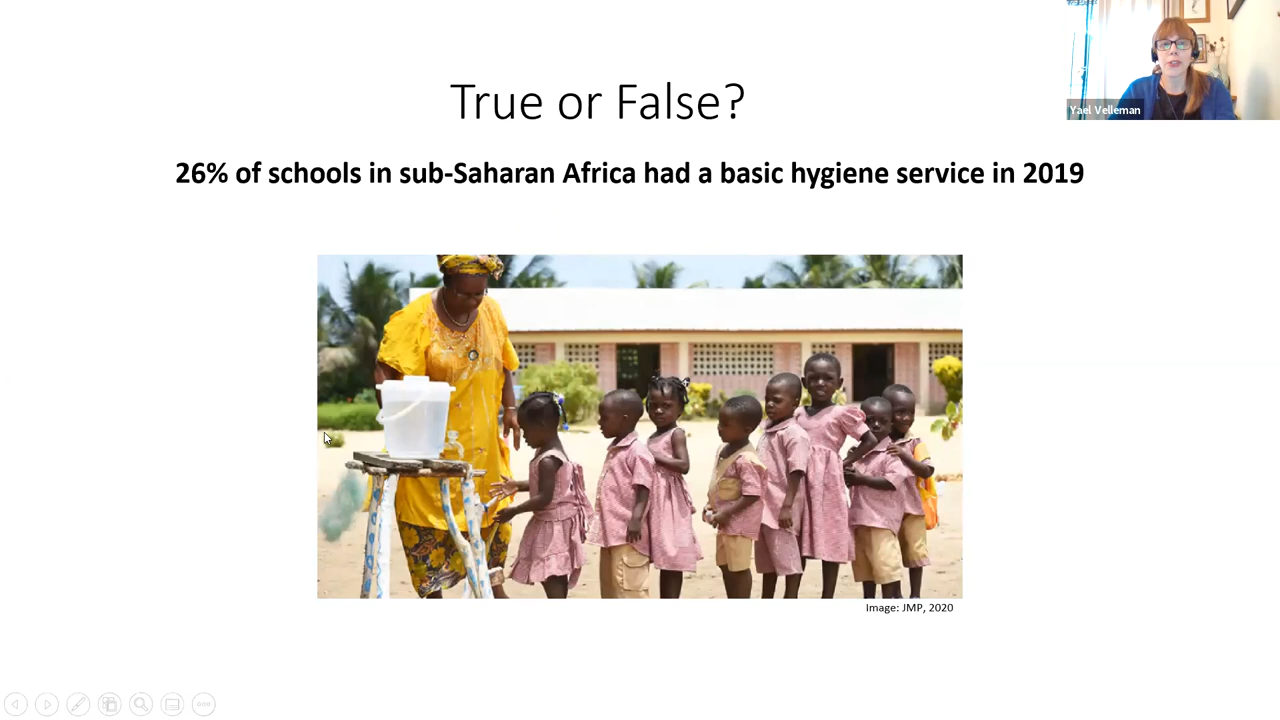 True or False?
26% of schools in sub-Saharan Africa had a basic hygiene service in 2019
Yael Velleman
Image: JMP, 2020